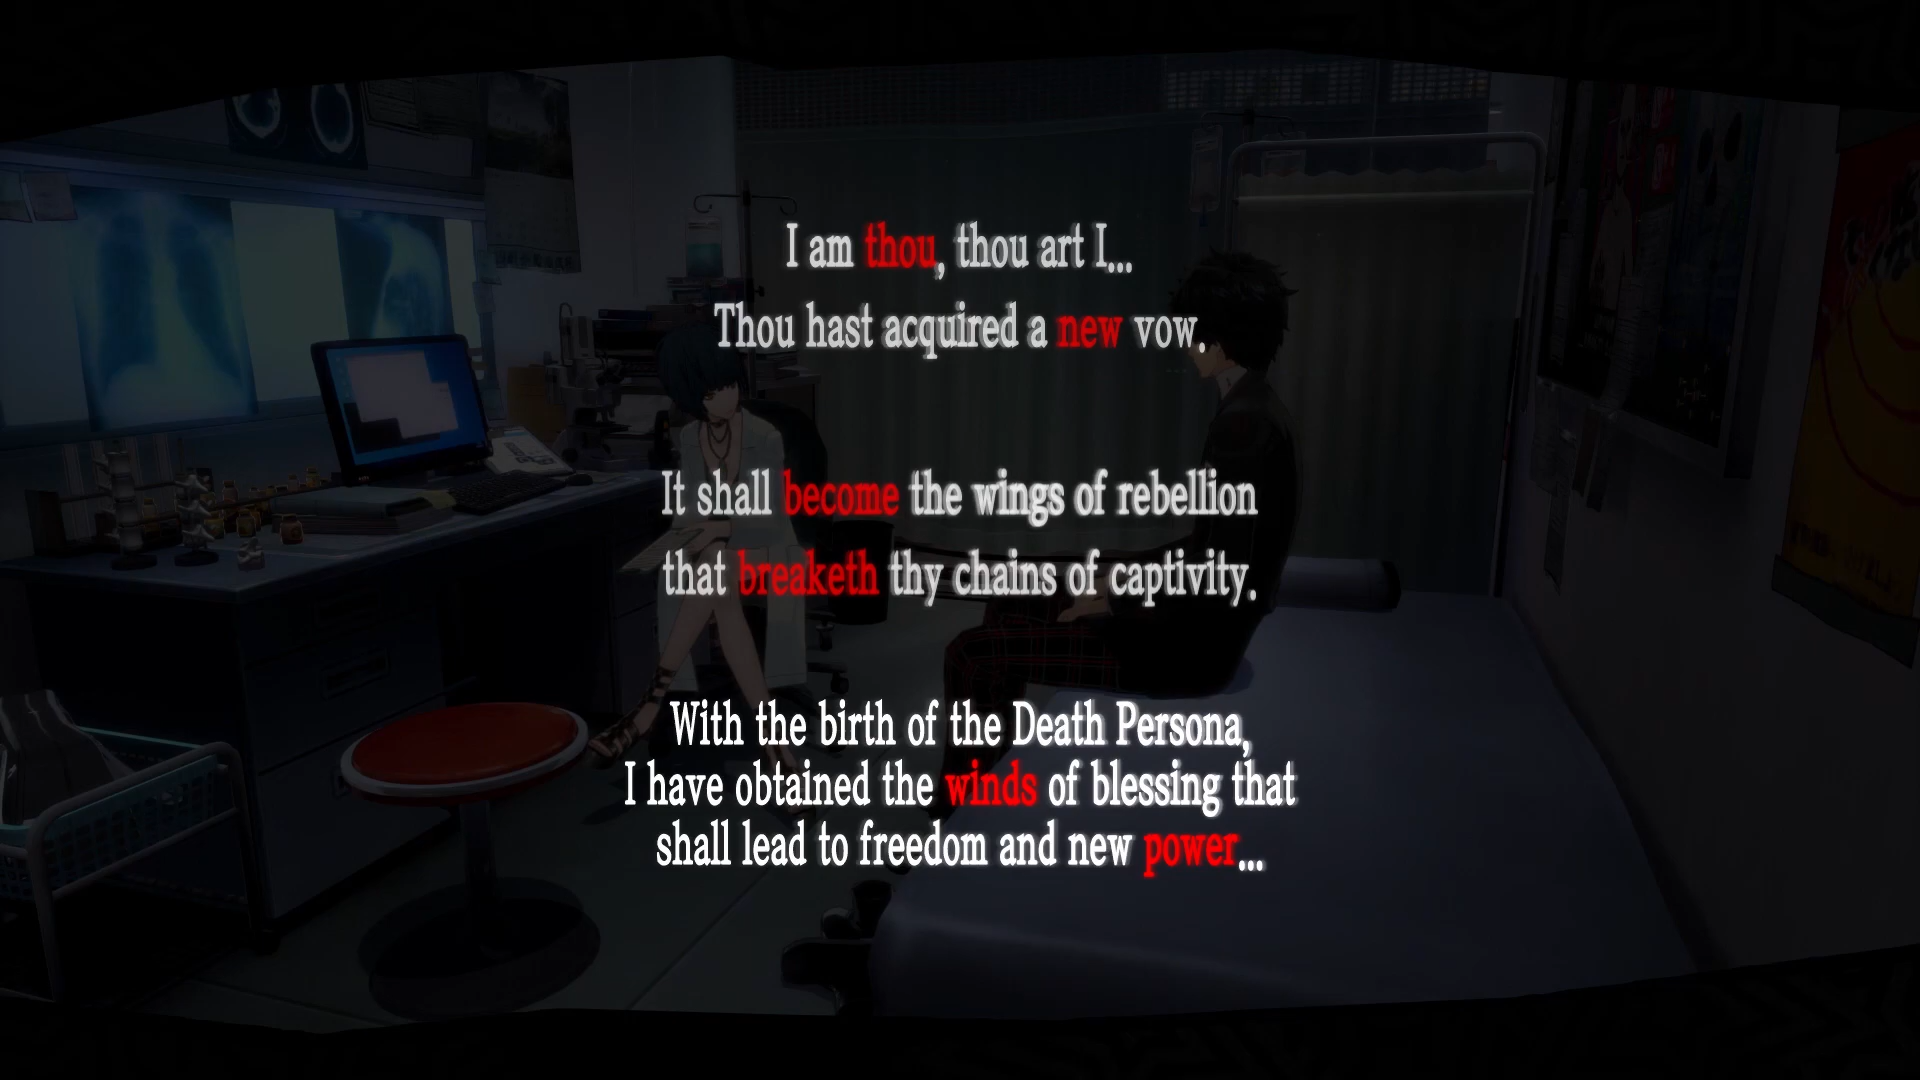 I am thou, thou art I...
Thou hast acquired a new vow.
It shall become the wings of rebellion
that breaketh thy chains of captivity.
With the birth of the Death Persona,
I have obtained the winds of blessing that
shall lead to freedom and new power...